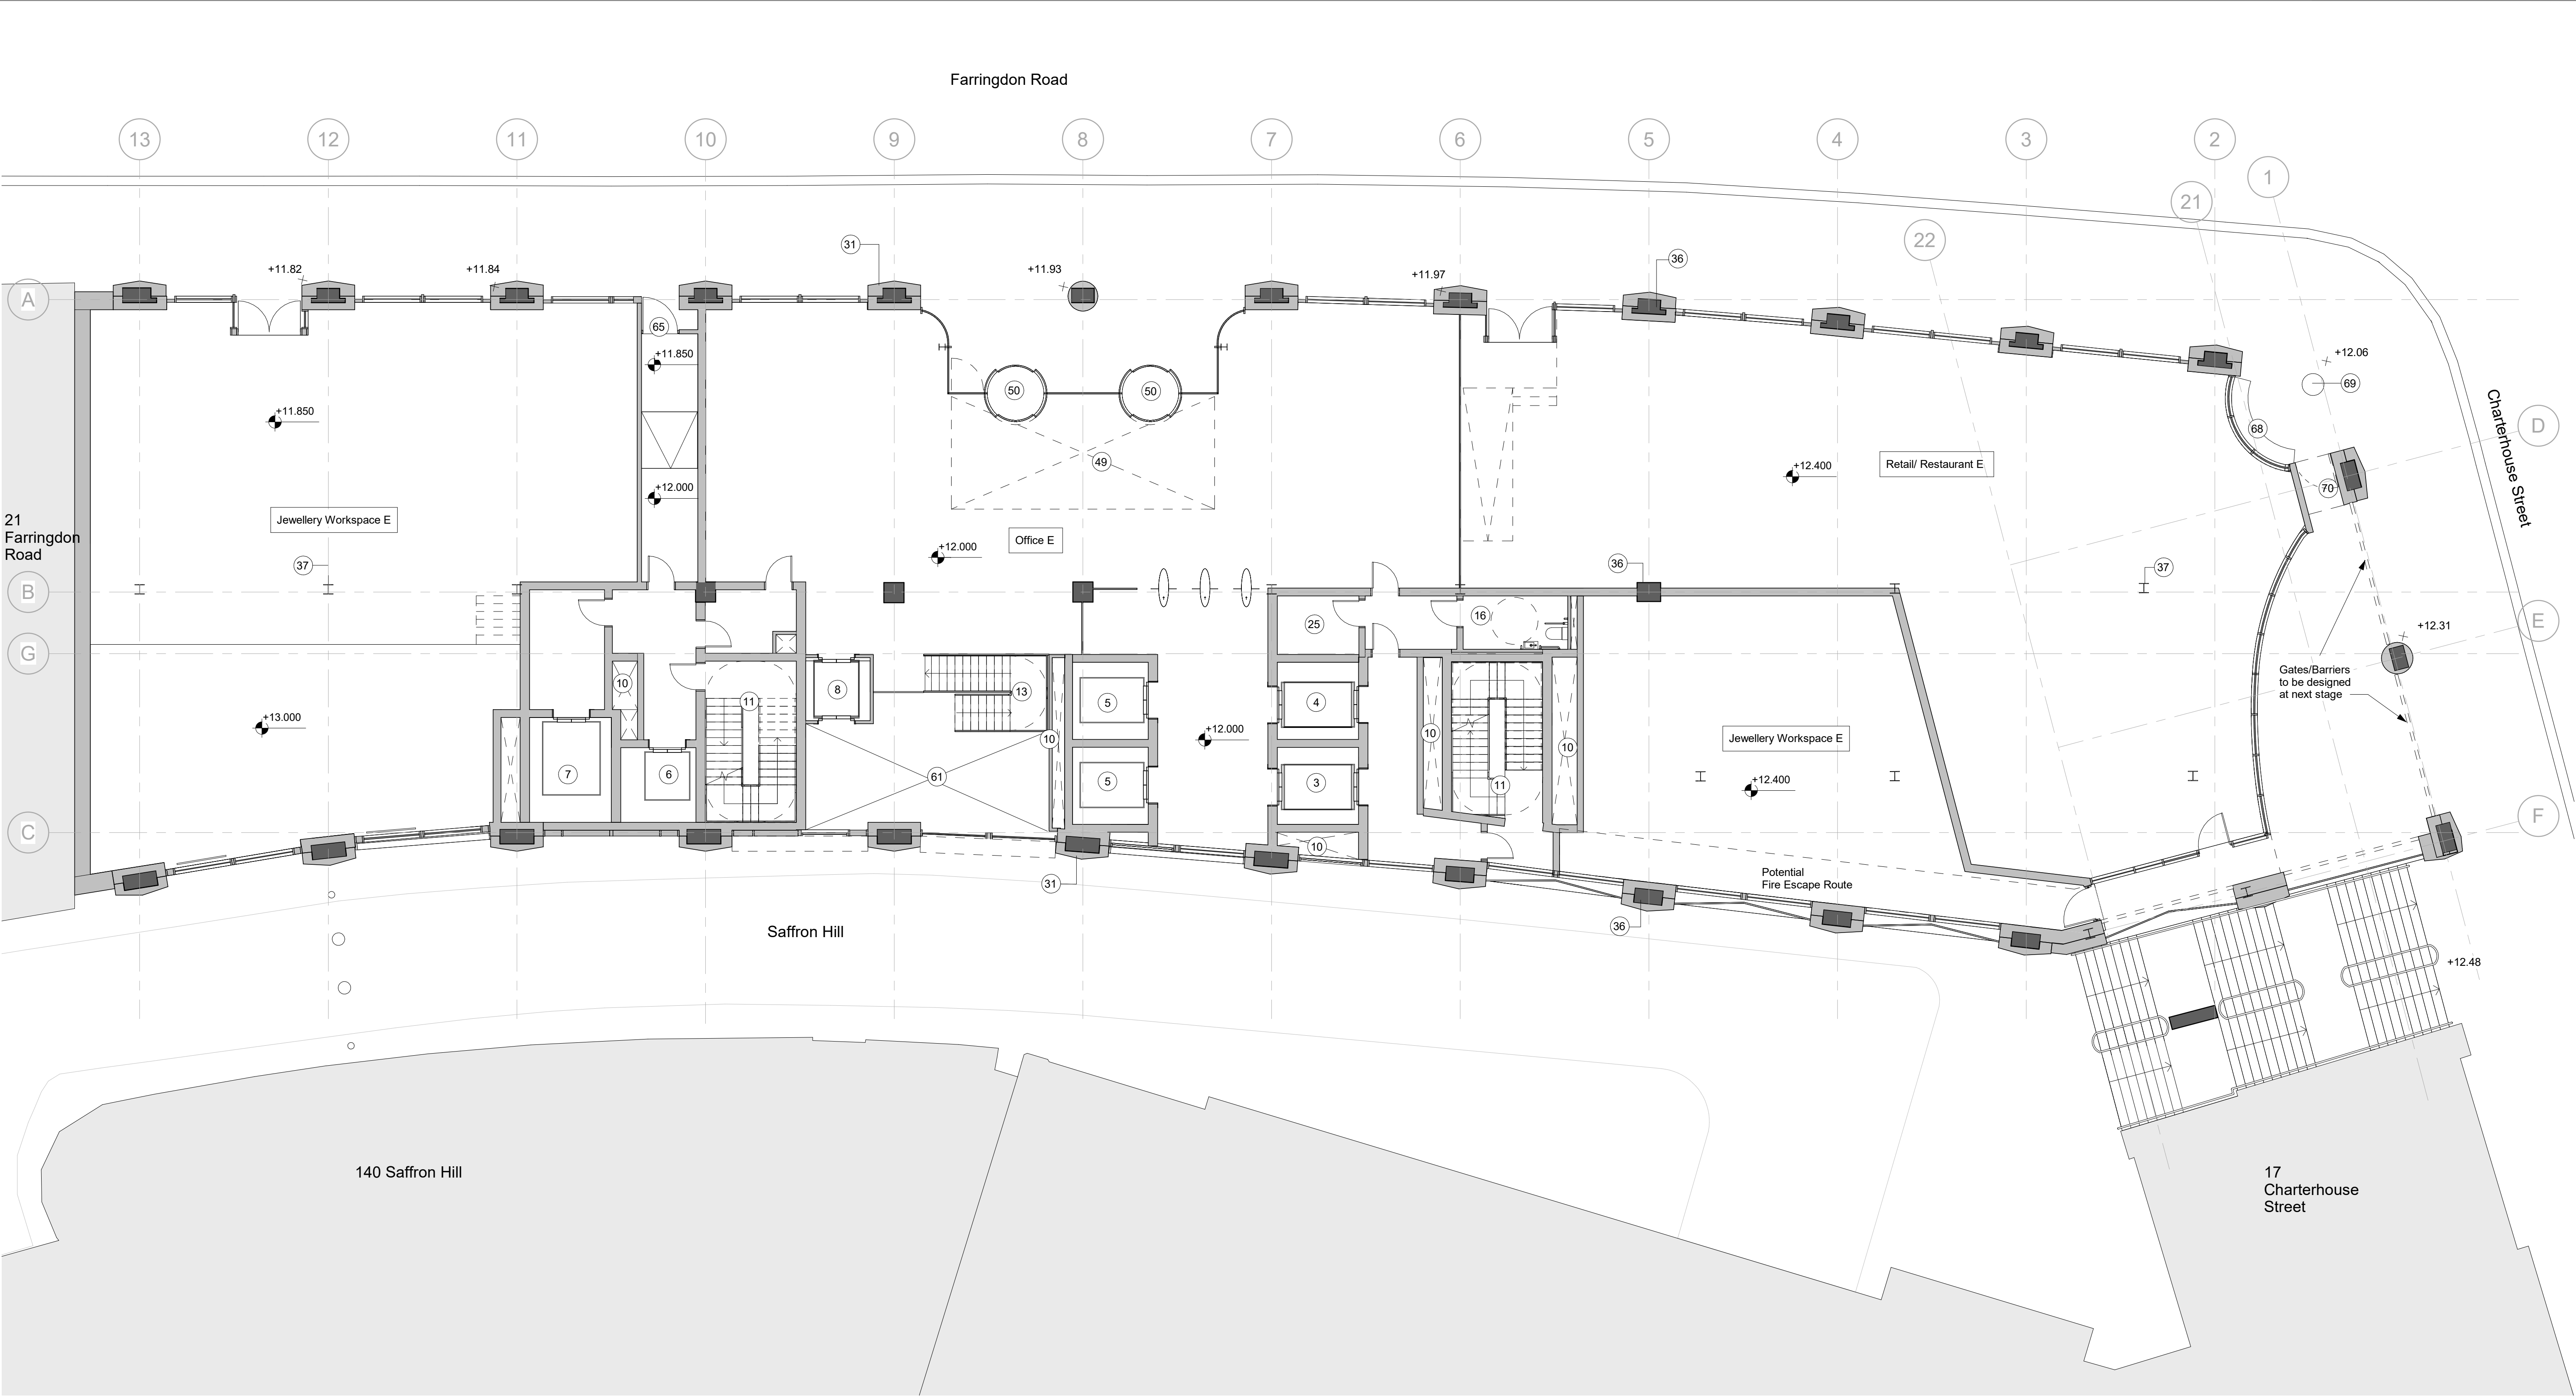 Farringdon Road
13
12
11
10
9
8
7
6
5
4
3
2
1
21
22
31
36
+11.82
+11.84
+11.93
+11.97
A
65
+11.850
+12.06
69
50
50
+11.850
Charterhouse Street
D
68
49
+12.400
Retail/ Restaurant E
70
+12.000
21
Farringdon
Road
Jewellery Workspace E
Office E
+12.000
37
36
37
B
16
25
E
+12.31
G
Gates/Barriers
to be designed
at next stage
10
8
13
5
4
11
+13.000
10
+12.000
10
10
Jewellery Workspace E
7
6
61
5
3
11
+12.400
F
C
10
31
Potential
Fire Escape Route
36
Saffron Hill
+12.48
140 Saffron Hill
17
Charterhouse
Street